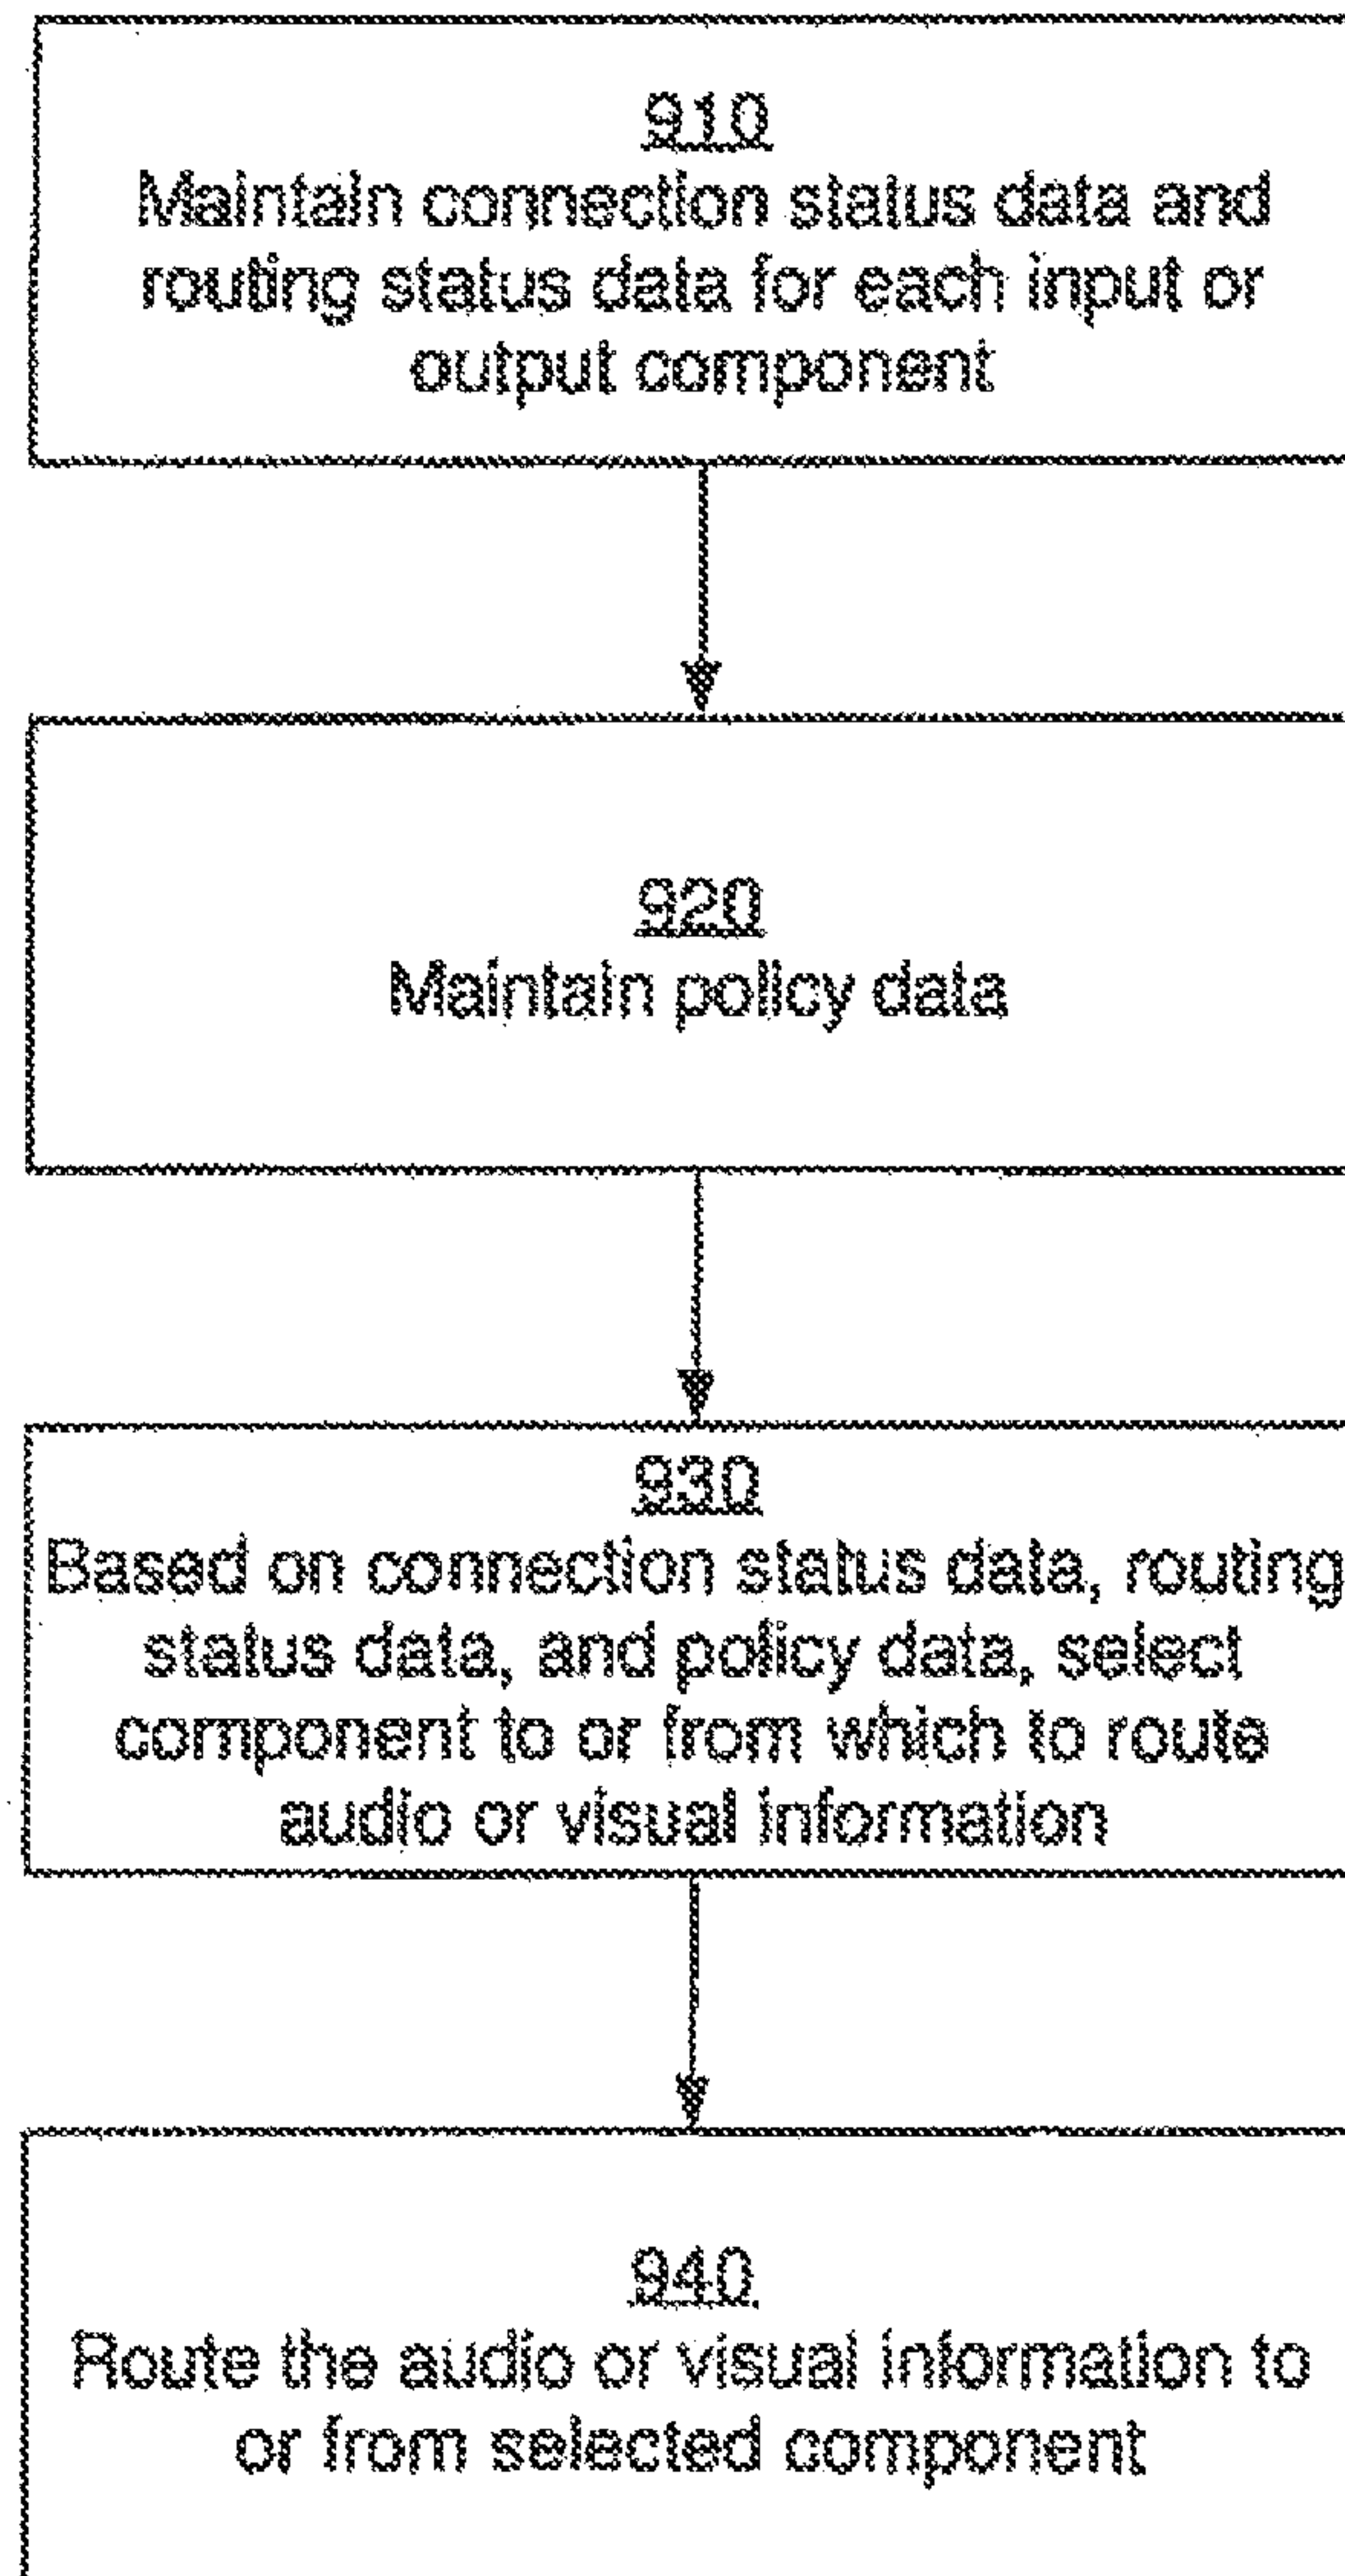 910
Maintain connection status data and
routing status data for each input or
output component
920
Maintain policy data
930
Based on connection status data, routing
status data, and policy data, select
component to or from which to route
audio or visual information
940
Route the audio or visual information to
or from selected component